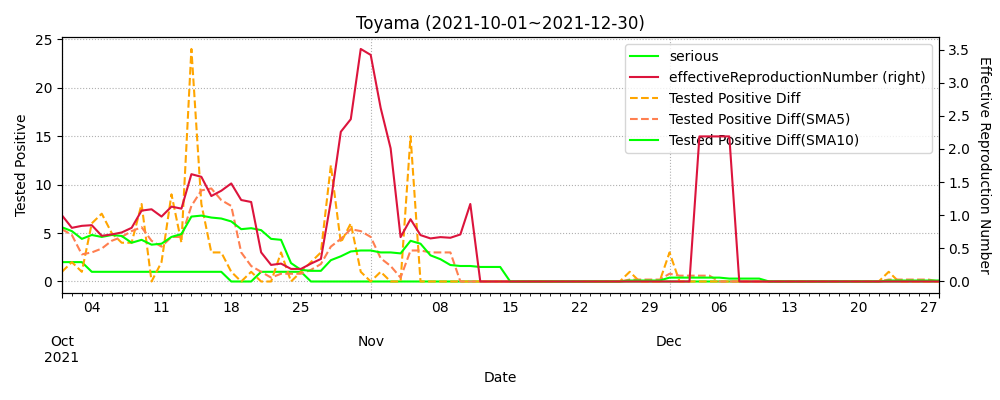 Toyama (2021-10-01~2021-12-30)
serious
effectiveReproductionNumber (right)
Tested Positive Diff
Tested Positive Diff(SMA5)
Tested Positive Diff(SMA10)
Tested Positive
25
20
15
10
5
0
3.5
3.0
2.5
2.0
1.5
1.0
0.5
0.0
Effective Reproduction Number
04 11 18 25 08 15 22 29 06 13 20 27
Oct Nov Dec
2021
Date